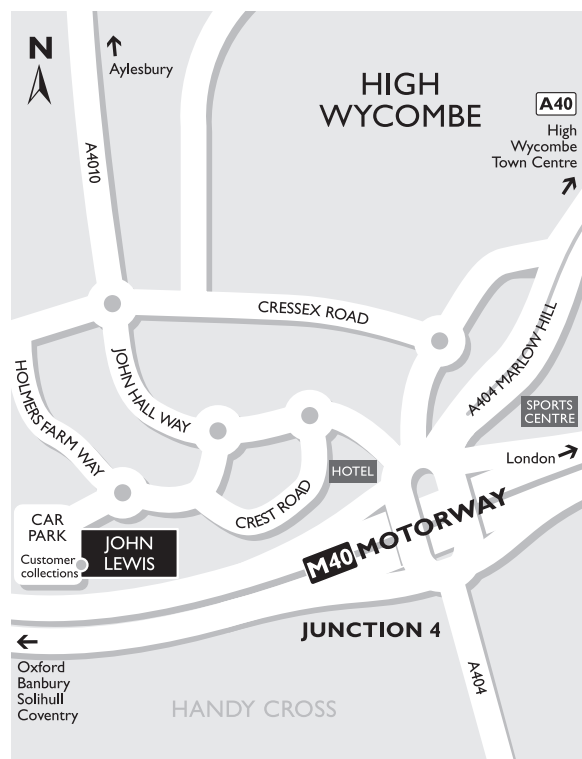 N
Aylesbury
HIGH
WYCOMBE
A40
High
Wycombe
Town Centre
A4010
CRESSEX ROAD
JOHN HALL WAY
HOLMERS FARM WAY
A404 MARLOW HILL
SPORTS
CENTRE
London
HOTEL
CREST ROAD
CAR
PARK
Customer
collections
JOHN
LEWIS
M40 MOTORWAY
JUNCTION 4
Oxford
Banbury
Solihull
Coventry
A404
HANDY CROSS